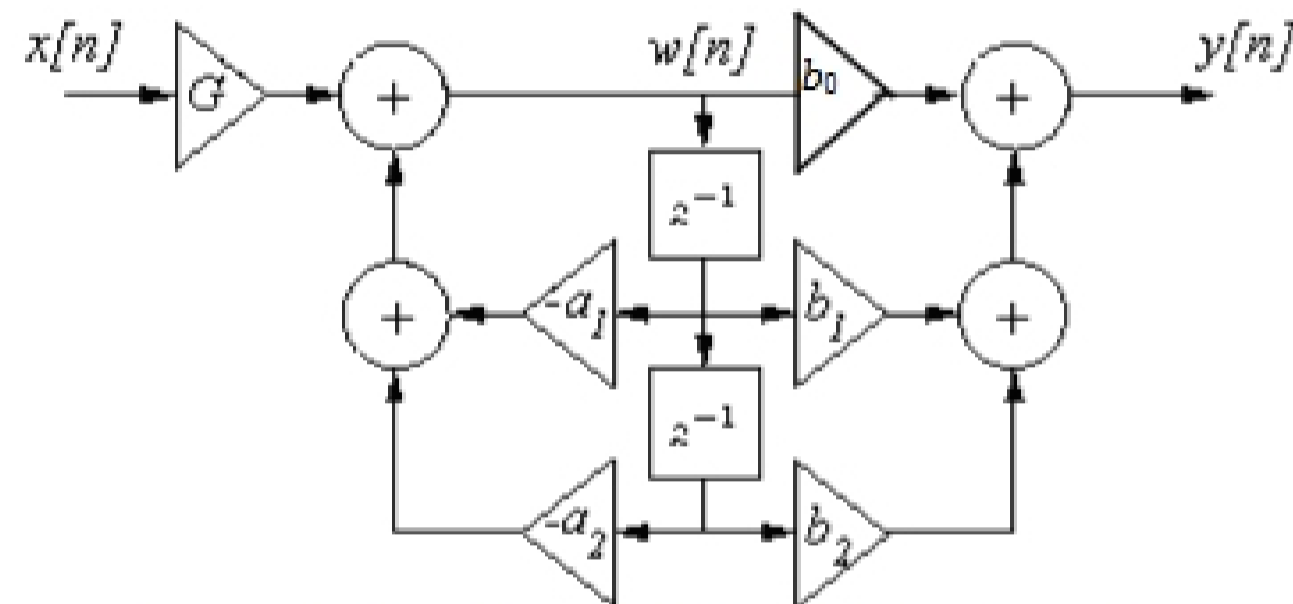 x[n]
G
+
w[n]
b₀
+
y[n]
z⁻¹
+
-a₁
b₁
+
z⁻¹
-a₂
b₂